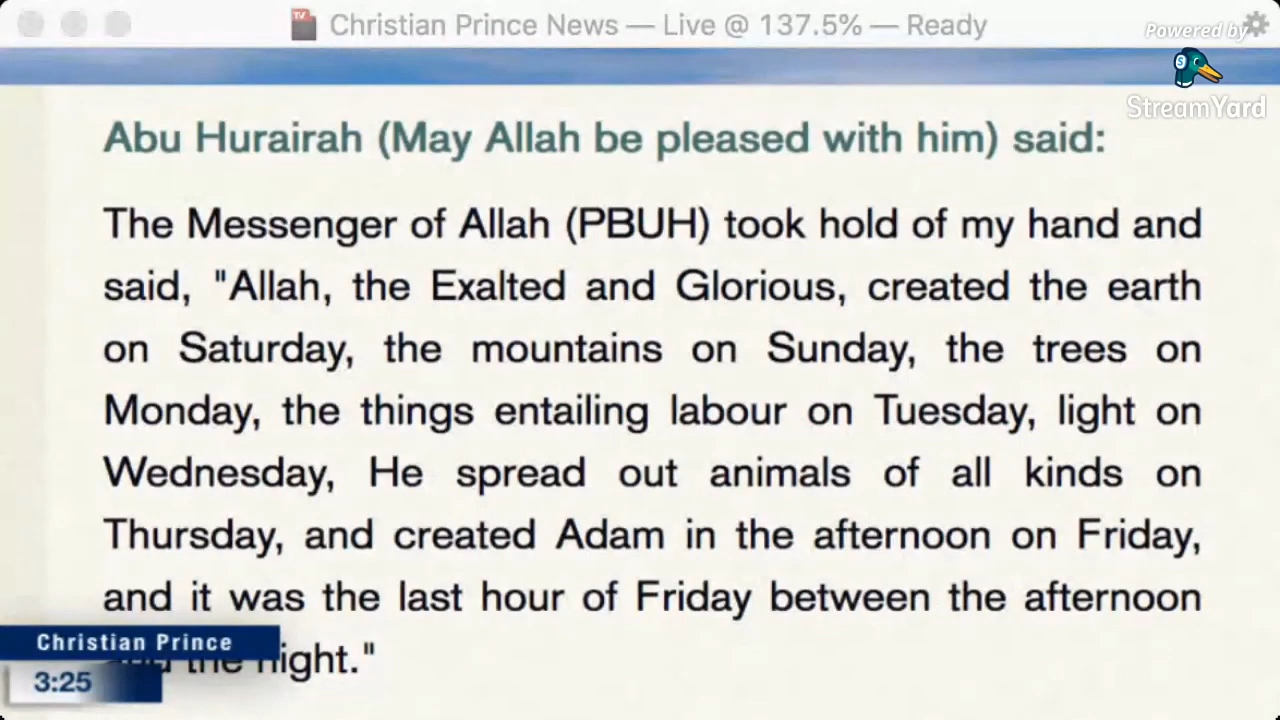 Christian Prince News — Live @ 137.5% — Ready
Powered by
StreamYard
Abu Hurairah (May Allah be pleased with him) said:
The Messenger of Allah (PBUH) took hold of my hand and
said, "Allah, the Exalted and Glorious, created the earth
on Saturday, the mountains on Sunday, the trees on
Monday, the things entailing labour on Tuesday, light on
Wednesday, He spread out animals of all kinds on
Thursday, and created Adam in the afternoon on Friday,
and it was the last hour of Friday between the afternoon
and the night."
Christian Prince
3:25